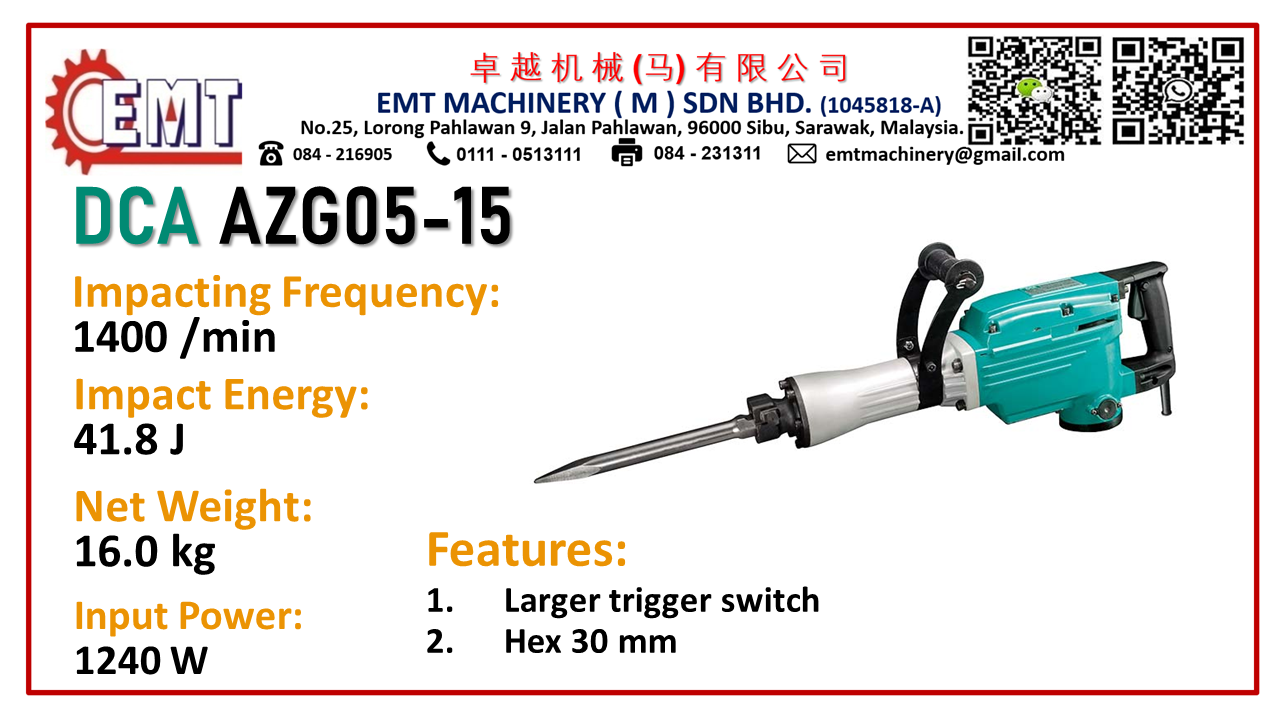 EMT
卓越机械(马)有限公司
EMT MACHINERY ( M ) SDN BHD. (1045818-A)
No.25, Lorong Pahlawan 9, Jalan Pahlawan, 96000 Sibu, Sarawak, Malaysia.
084 - 216905 0111 - 0513111 084 - 231311 emtmachinery@gmail.com
DCA AZG05-15
Impacting Frequency:
1400 /min
Impact Energy:
41.8 J
Net Weight:
16.0 kg
Input Power:
1240 W
Features:
1. Larger trigger switch
2. Hex 30 mm